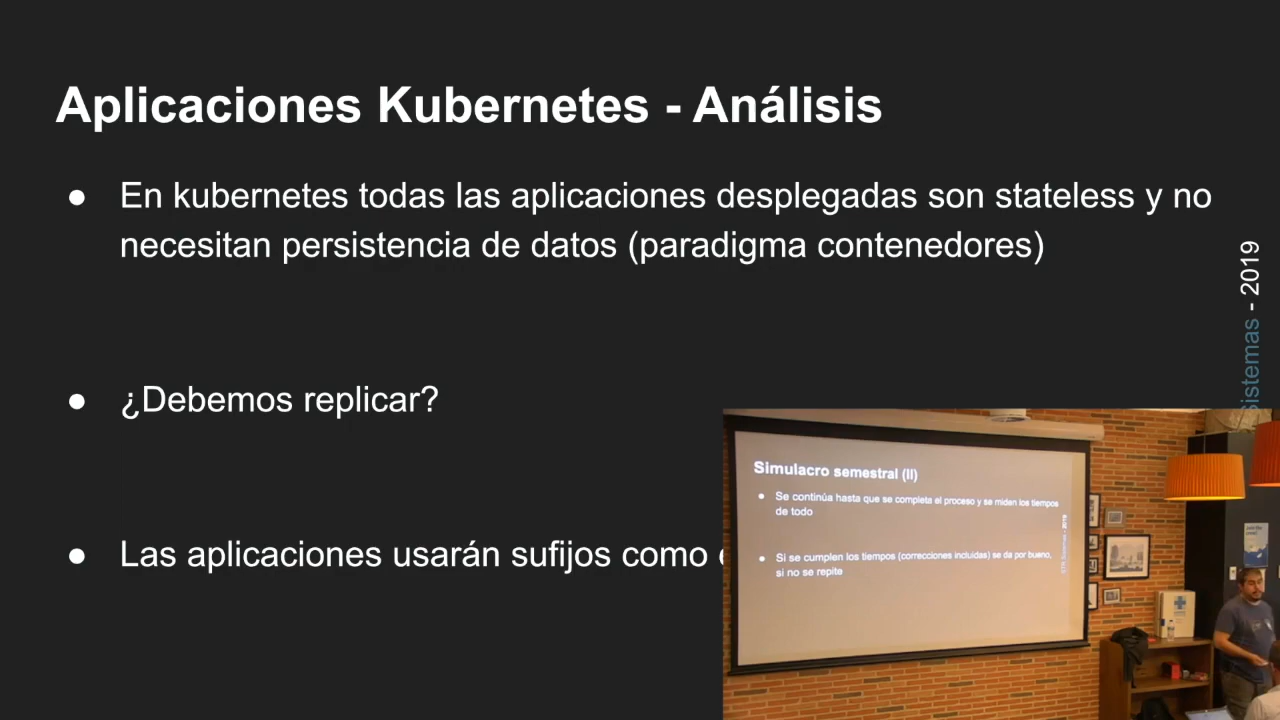 Aplicaciones Kubernetes - Análisis
● En kubernetes todas las aplicaciones desplegadas son stateless y no
necesitan persistencia de datos (paradigma contenedores)
● ¿Debemos replicar?
● Las aplicaciones usarán sufijos como
Sistemas - 2019
Simulacro semestral (II)
● Se continúa hasta que se completa el proceso y se miden los tiempos
de todo
● Si se cumplen los tiempos (correcciones incluidas) se da por bueno,
si no se repite
Sistemas - 2019